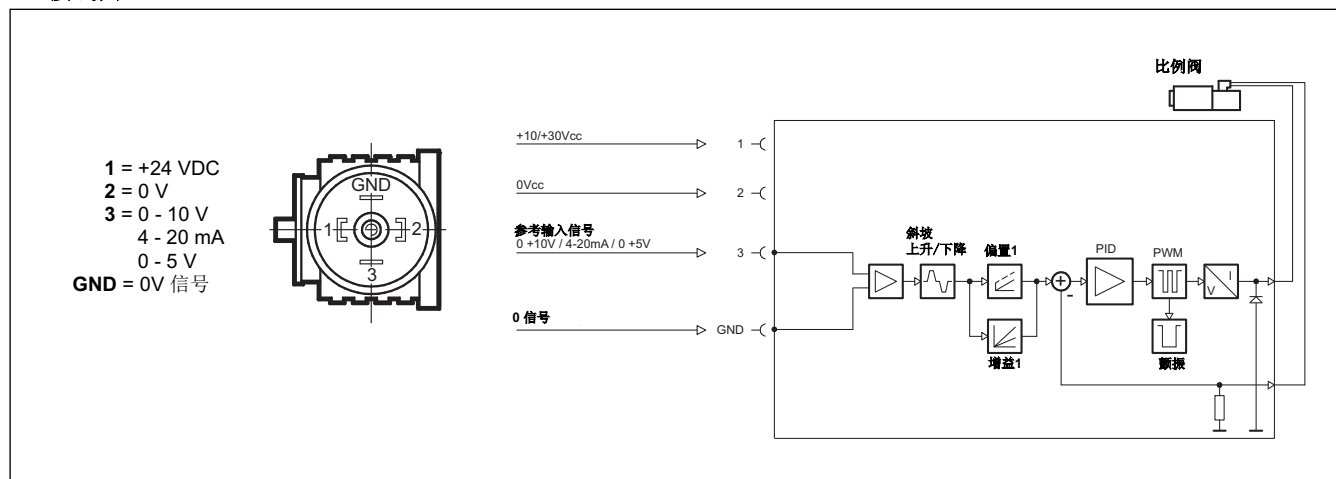 1 = +24 VDC
2 = 0 V
3 = 0 - 10 V
4 - 20 mA
0 - 5 V
GND = 0V 信号
GND
1
2
3
+10/+30Vcc
1
0Vcc
2
参考输入信号
0 +10V / 4-20mA / 0 +5V
3
0 信号
GND
比例阀
斜坡
上升/下降
偏置1
增益1
-
PID
PWM
颤振
V
I